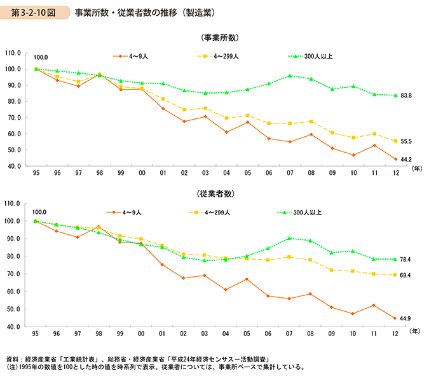 第3-2-10図 事業所数・従業者数の推移（製造業）
（事業所数）
110.0
100.0
90.0
80.0
70.0
60.0
50.0
40.0
100.0
4～9人
4～299人
300人以上
83.8
55.5
44.2
95 96 97 98 99 00 01 02 03 04 05 06 07 08 09 10 11 12 (年)
（従業者数）
110.0
100.0
90.0
80.0
70.0
60.0
50.0
40.0
100.0
4～9人
4～299人
300人以上
78.4
69.4
44.9
95 96 97 98 99 00 01 02 03 04 05 06 07 08 09 10 11 12 (年)
資料：経済産業省「工業統計表」、総務省・経済産業省「平成24年経済センサス－活動調査」
（注）1995年の数値を100とした時の値を時系列で表示。従業者については、事業所ベースで集計している。